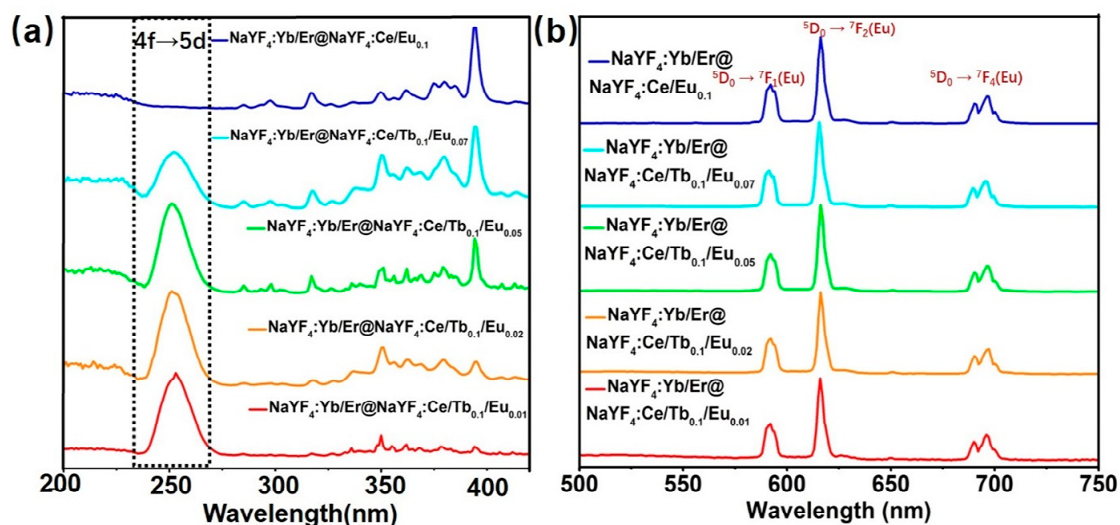 (a)
4f→5d
NaYF₄:Yb/Er@NaYF₄:Ce/Eu₀.₁
NaYF₄:Yb/Er@NaYF₄:Ce/Tb₀.₁/Eu₀.₀₇
NaYF₄:Yb/Er@NaYF₄:Ce/Tb₀.₁/Eu₀.₀₅
NaYF₄:Yb/Er@NaYF₄:Ce/Tb₀.₁/Eu₀.₀₂
NaYF₄:Yb/Er@NaYF₄:Ce/Tb₀.₁/Eu₀.₀₁
200 250 300 350 400
Wavelength(nm)
(b)
⁵D₀ → ⁷F₂(Eu)
⁵D₀ → ⁷F₁(Eu)
⁵D₀ → ⁷F₄(Eu)
NaYF₄:Yb/Er@
NaYF₄:Ce/Eu₀.₁
NaYF₄:Yb/Er@
NaYF₄:Ce/Tb₀.₁/Eu₀.₀₇
NaYF₄:Yb/Er@
NaYF₄:Ce/Tb₀.₁/Eu₀.₀₅
NaYF₄:Yb/Er@
NaYF₄:Ce/Tb₀.₁/Eu₀.₀₂
NaYF₄:Yb/Er@
NaYF₄:Ce/Tb₀.₁/Eu₀.₀₁
500 550 600 650 700 750
Wavelength (nm)